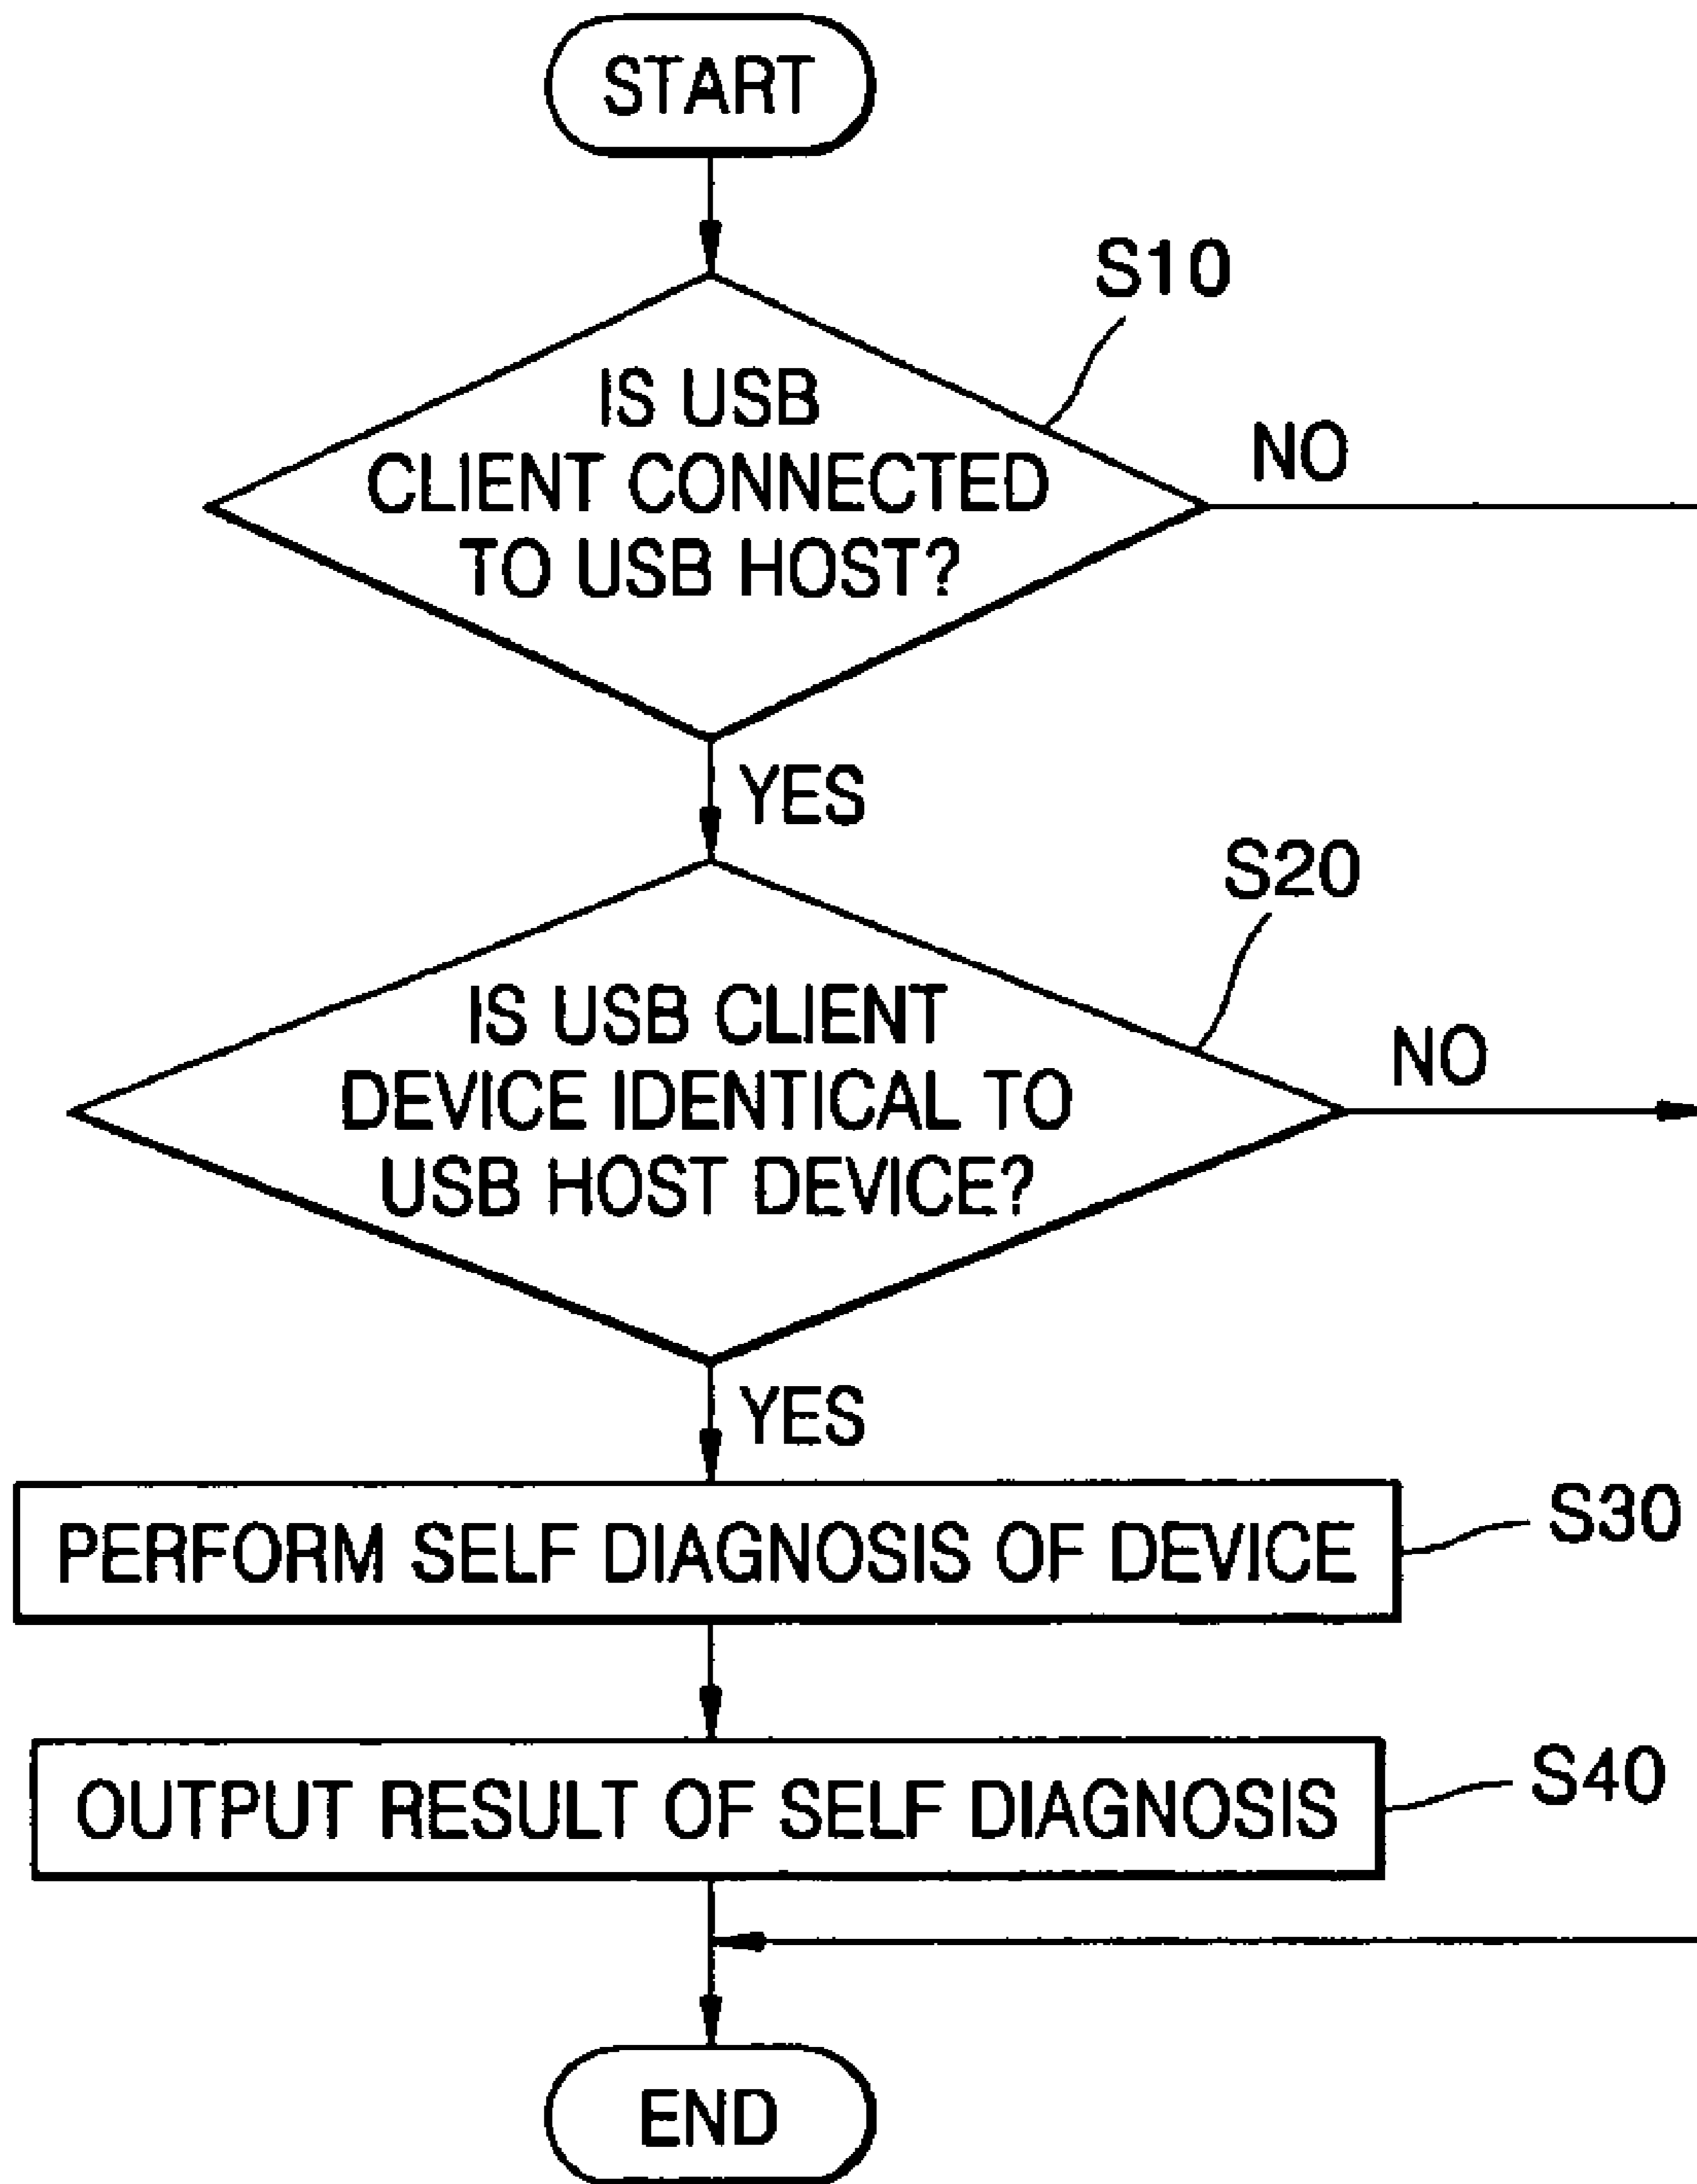 START
S10
IS USB
CLIENT CONNECTED
TO USB HOST?
NO
YES
S20
IS USB CLIENT
DEVICE IDENTICAL TO
USB HOST DEVICE?
NO
YES
PERFORM SELF DIAGNOSIS OF DEVICE
S30
OUTPUT RESULT OF SELF DIAGNOSIS
S40
END